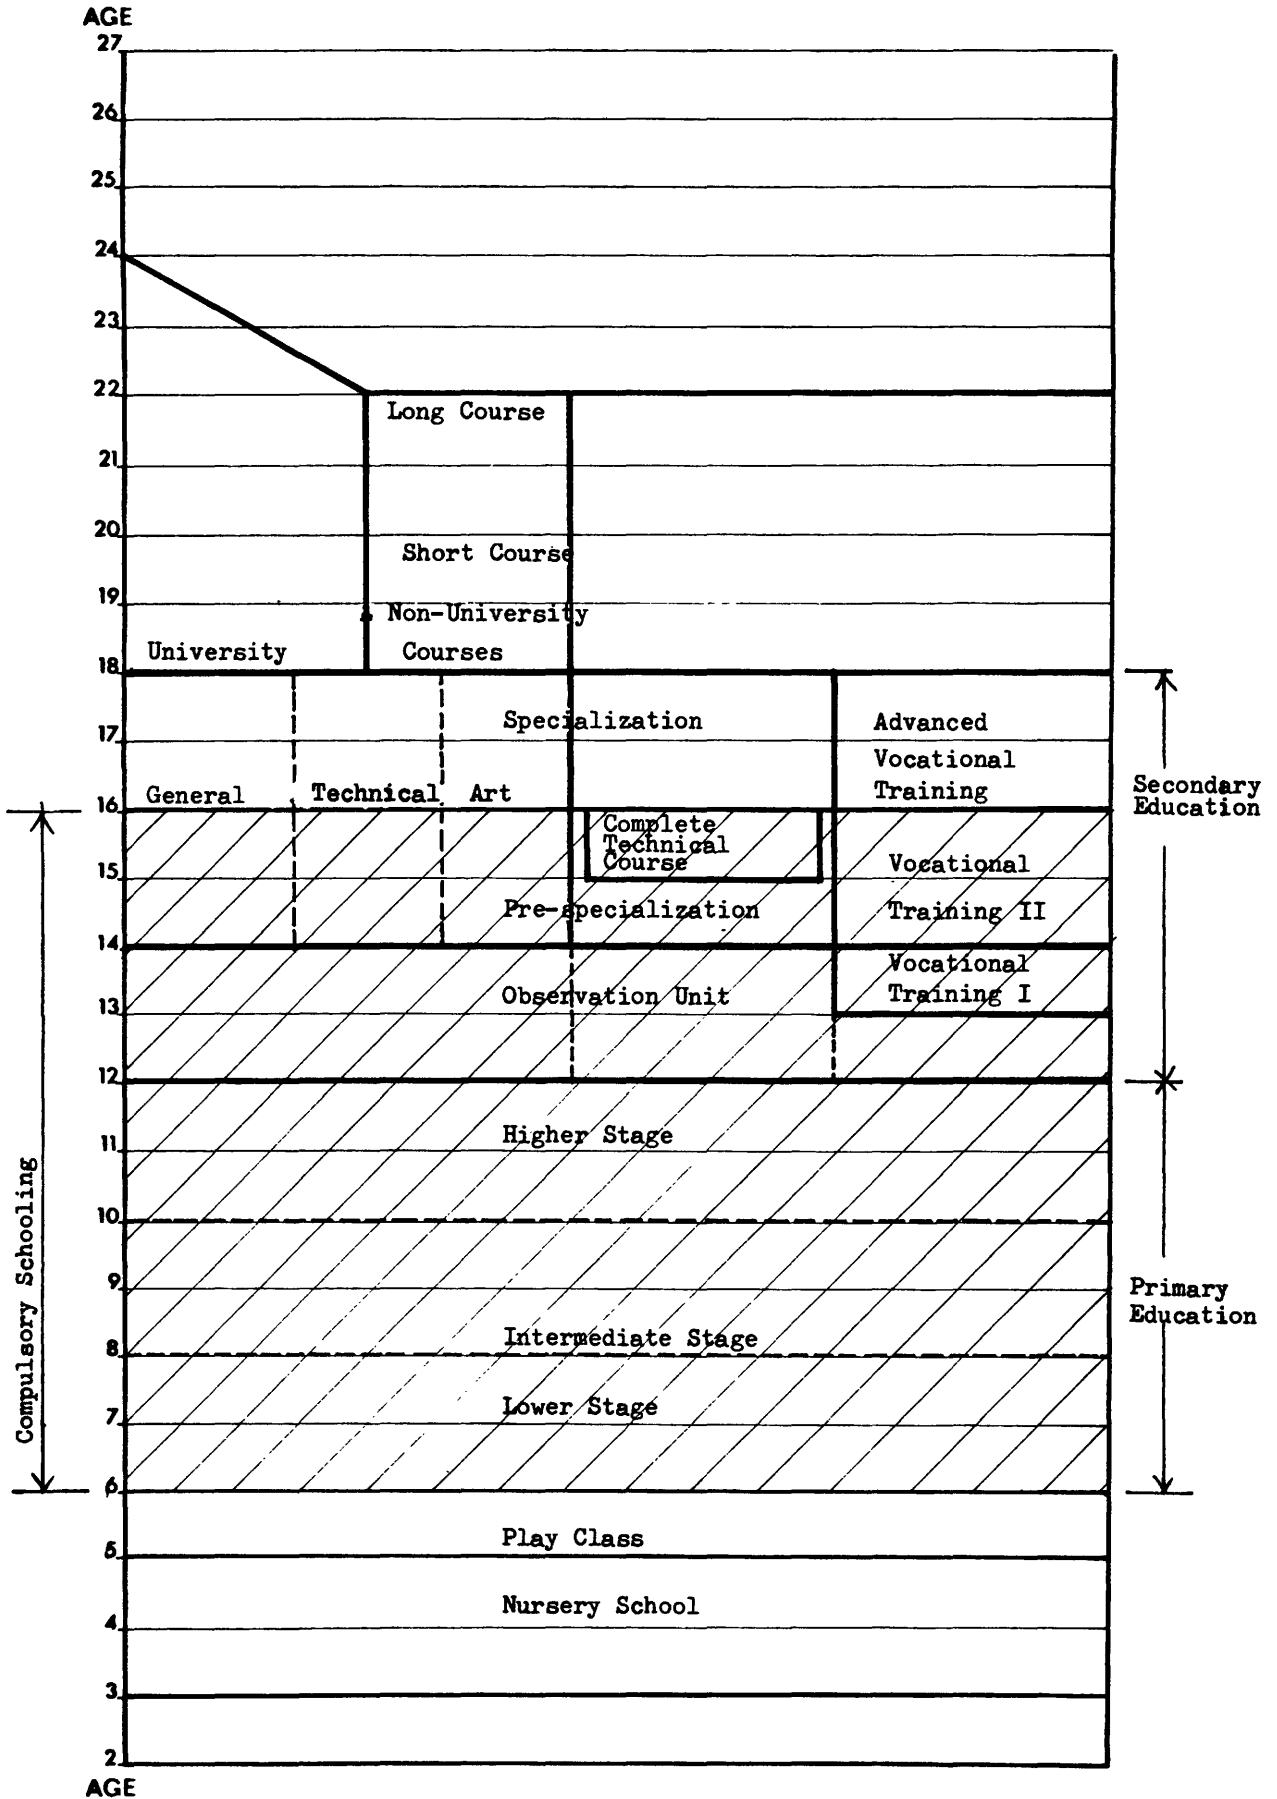 AGE
27
26
25
24
23
22
Long Course
21
20
Short Course
19
Non-University
University
Courses
18
Specialization
Advanced
17
Vocational
Training
General
Technical
Art
16
Secondary
Education
Complete
Technical
Course
15
Vocational
Pre-specialization
Training II
14
Vocational
Observation Unit
Training I
13
12
Higher Stage
11
10
Compulsory Schooling
9
Primary
Education
Intermediate Stage
8
Lower Stage
7
6
Play Class
5
Nursery School
4
3
2
AGE